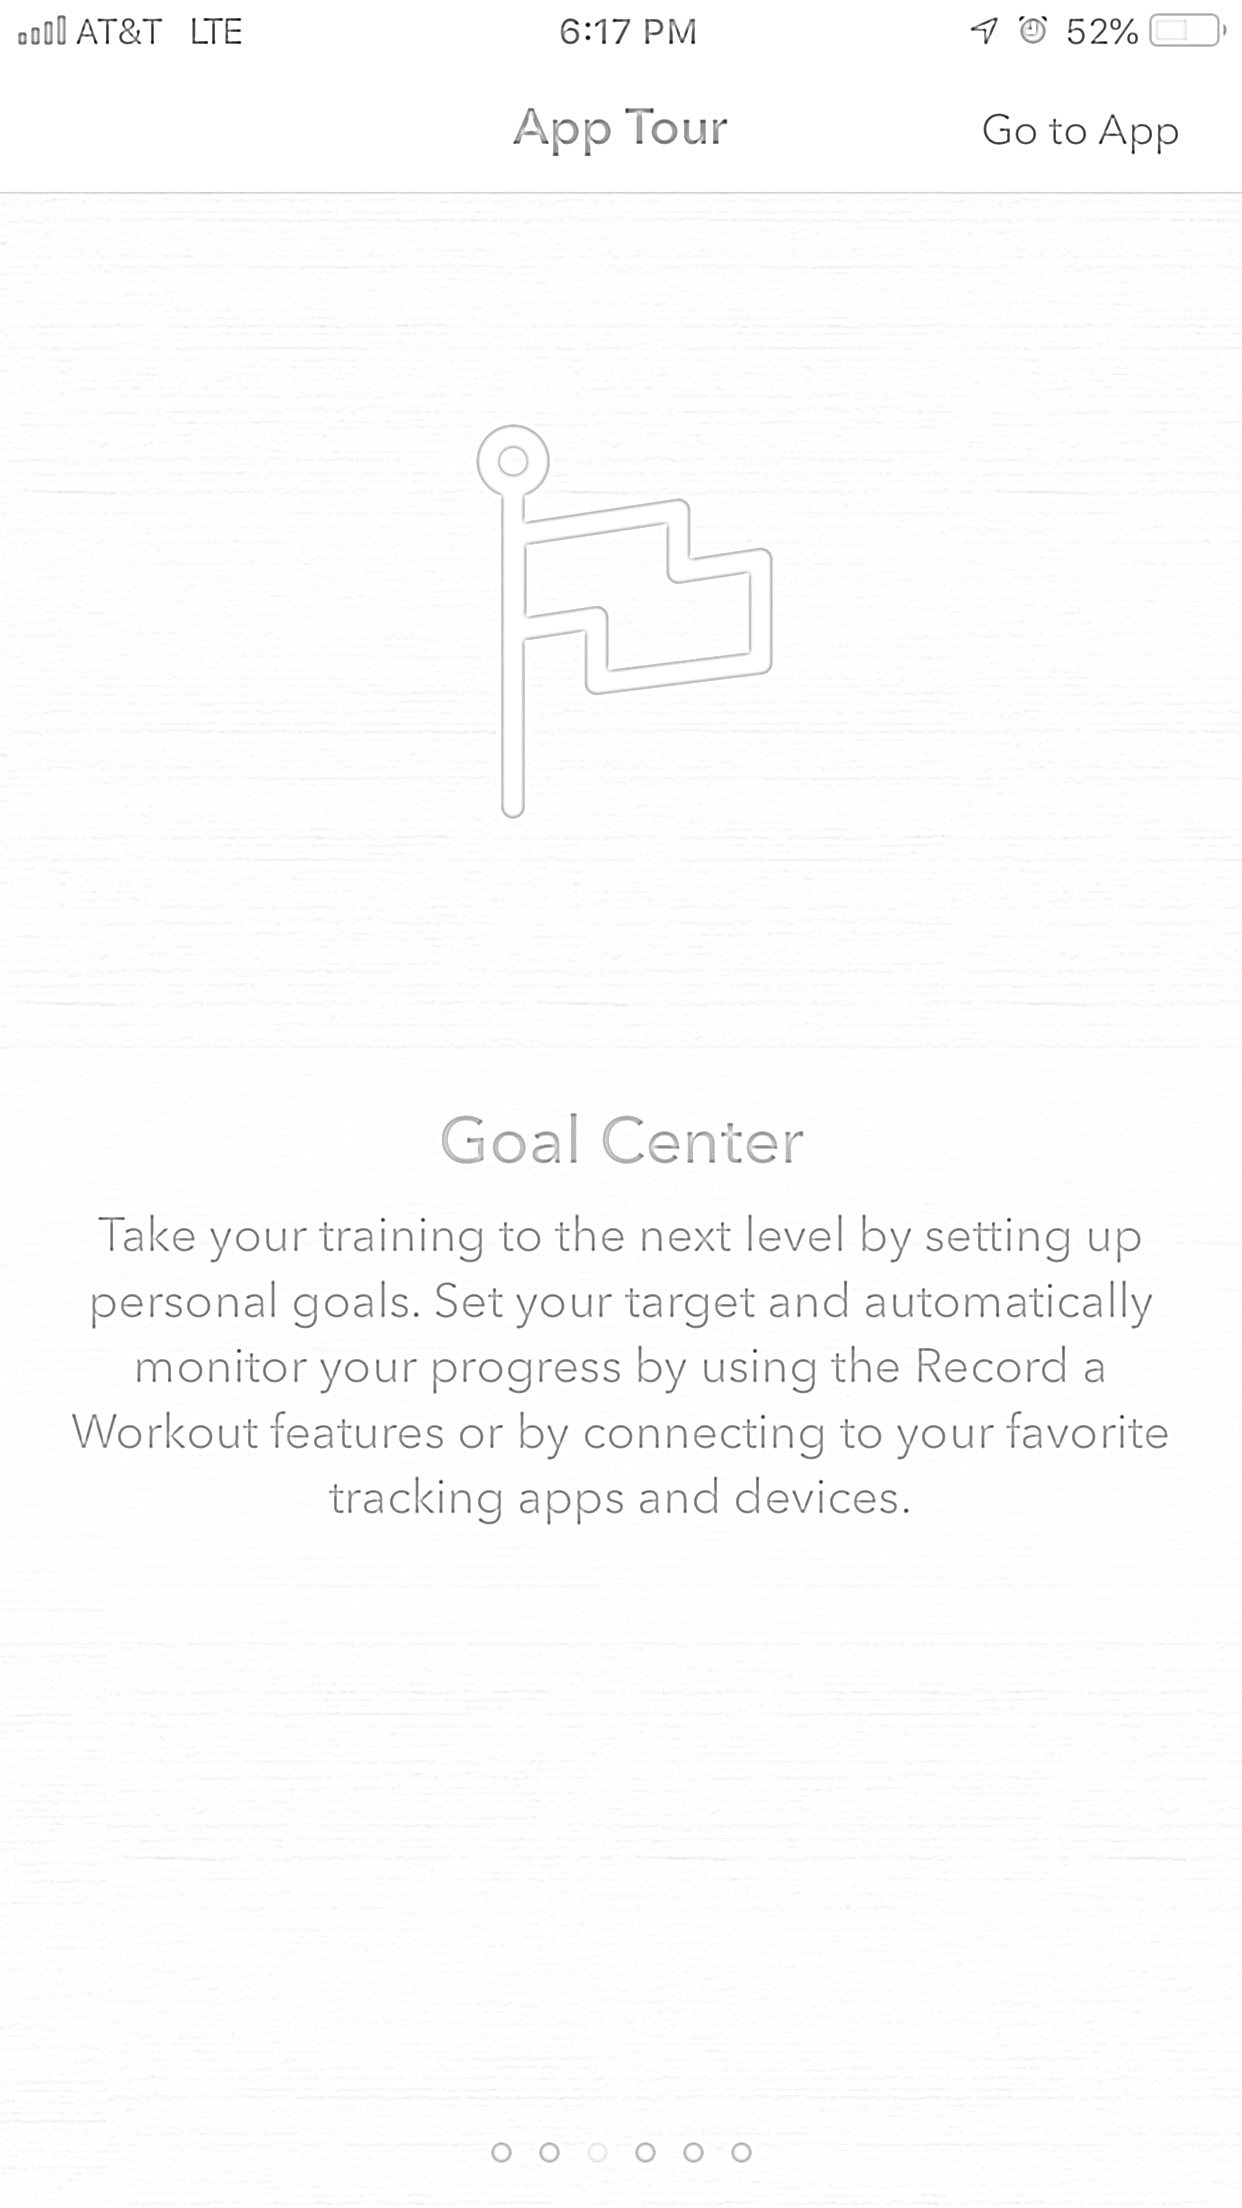 AT&T LTE 6:17 PM 52%
App Tour Go to App
Goal Center
Take your training to the next level by setting up
personal goals. Set your target and automatically
monitor your progress by using the Record a
Workout features or by connecting to your favorite
tracking apps and devices.